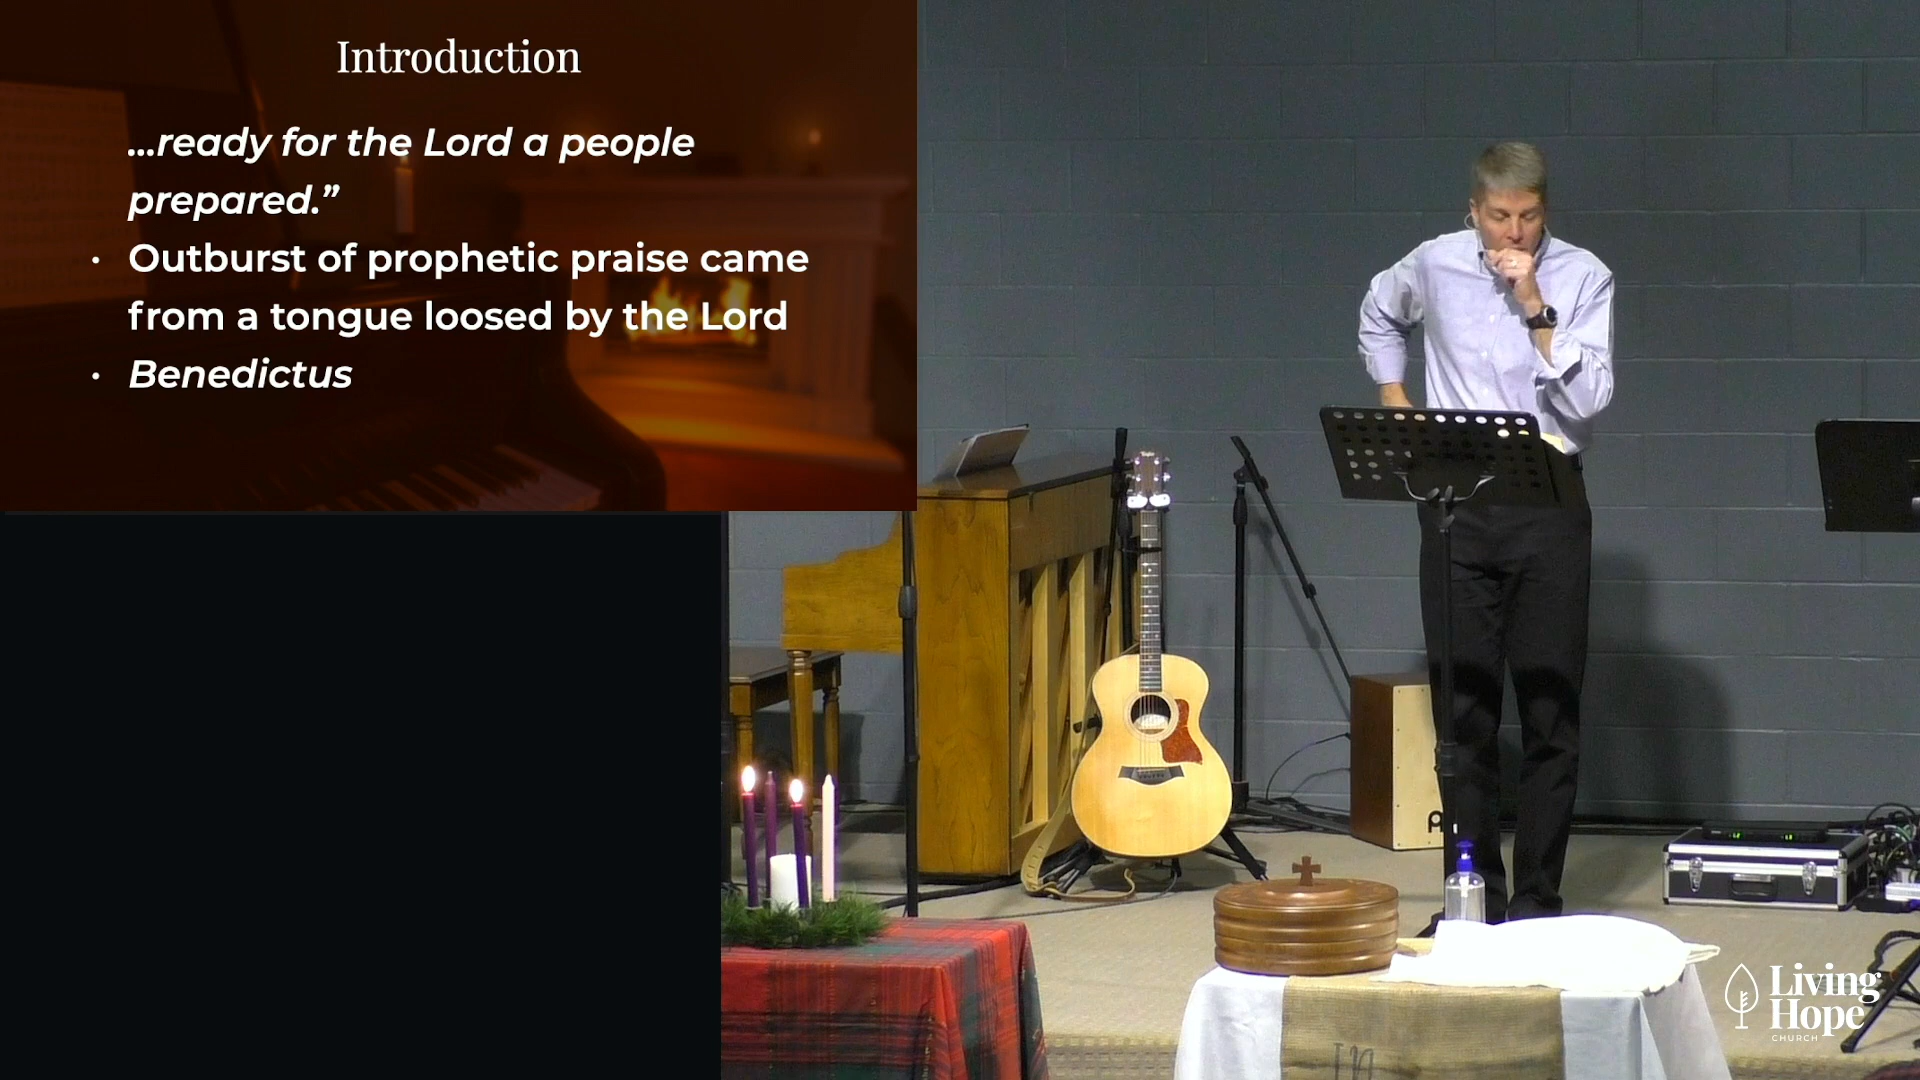 Introduction
...ready for the Lord a people
prepared.”
• Outburst of prophetic praise came
from a tongue loosed by the Lord
• Benedictus
Living
Hope
CHURCH